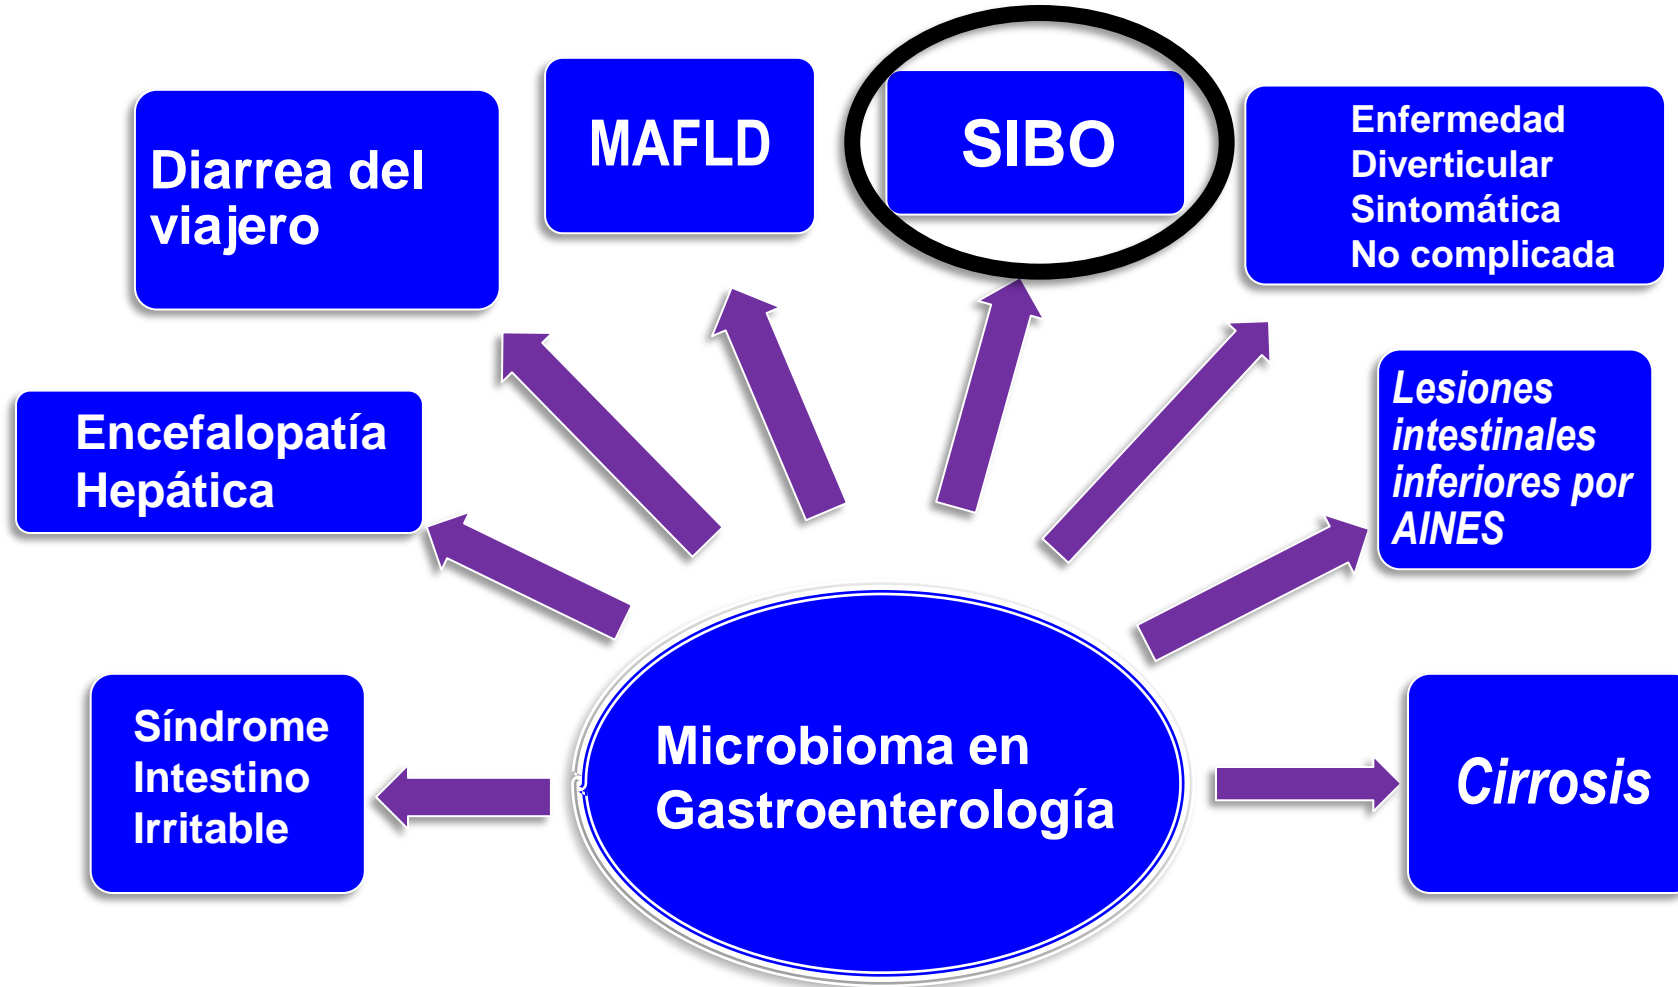 MAFLD
SIBO
Diarrea del
viajero
Enfermedad
Diverticular
Sintomática
No complicada
Encefalopatía
Hepática
Lesiones
intestinales
inferiores por
AINES
Síndrome
Intestino
Irritable
Microbioma en
Gastroenterología
Cirrosis